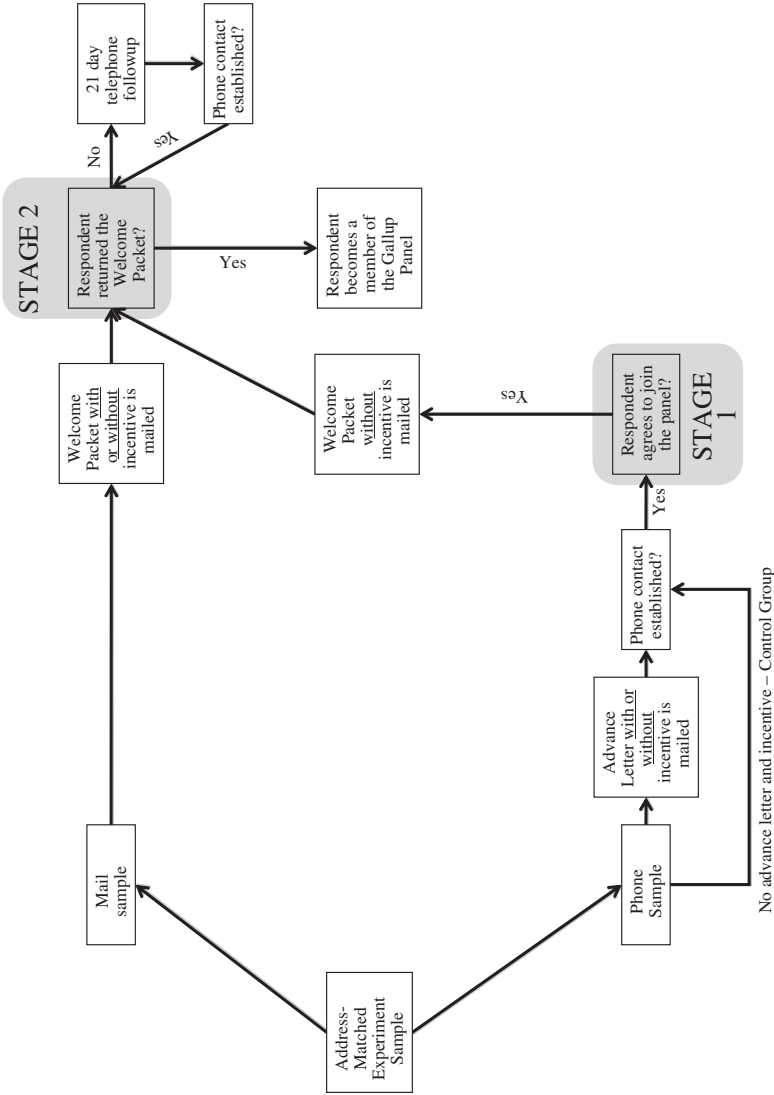 Address-
Matched
Experiment
Sample
Mail
sample
Welcome
Packet with
or without
incentive is
mailed
STAGE 2
Respondent
returned the
Welcome
Packet?
No
21 day
telephone
followup
Phone contact
established?
Yes
Yes
Respondent
becomes a
member of
the Gallup
Panel
Phone
Sample
Advance
Letter with or
without
incentive is
mailed
Phone contact
established?
Yes
Respondent
agrees to join
the panel?
STAGE
1
Yes
Welcome
Packet
without
incentive is
mailed
No advance letter and incentive – Control Group